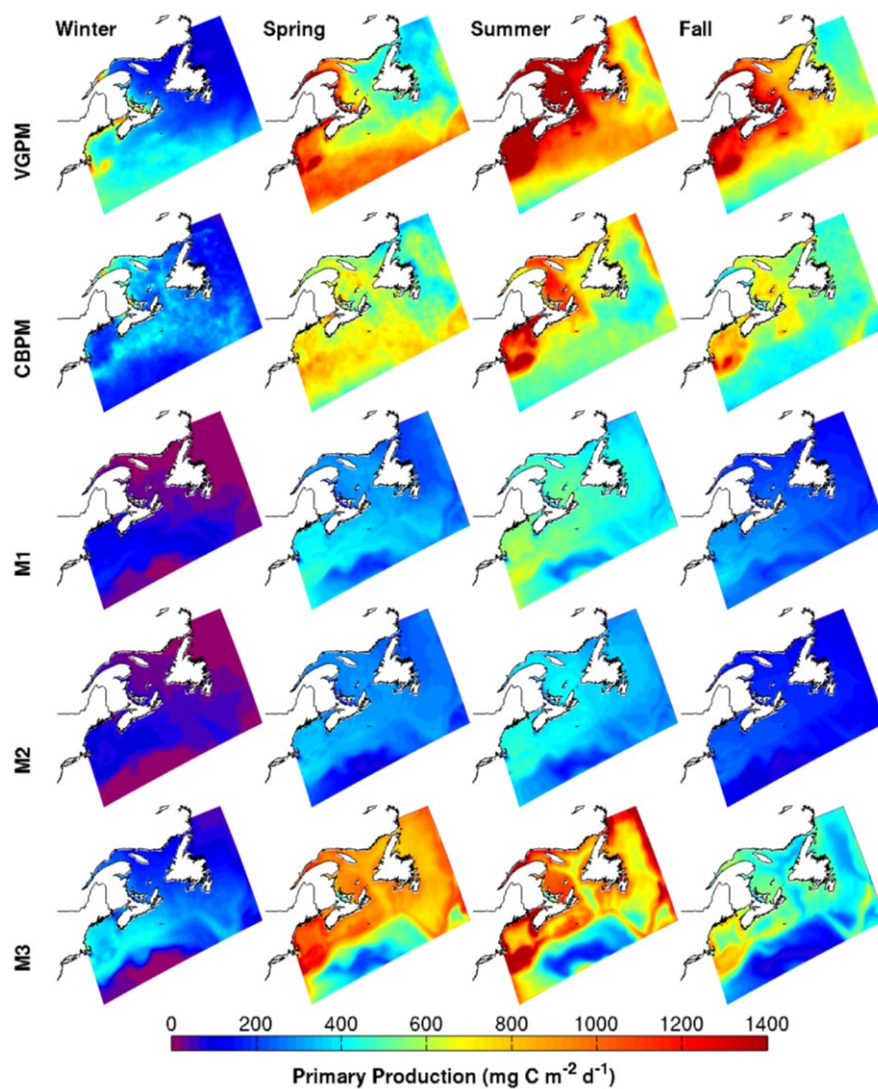 Winter Spring Summer Fall
VGPM
CBPM
M1
M2
M3
0 200 400 600 800 1000 1200 1400
Primary Production (mg C m⁻² d⁻¹)